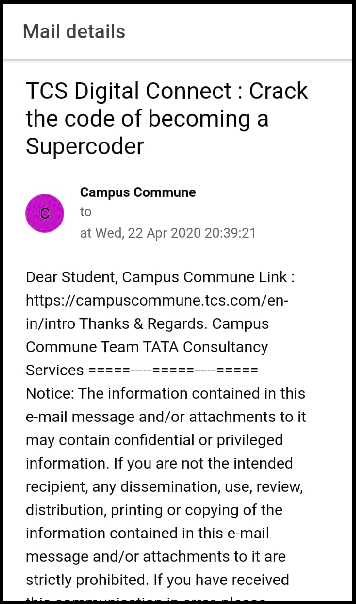 Mail details
TCS Digital Connect : Crack
the code of becoming a
Supercoder
C
Campus Commune
to
at Wed, 22 Apr 2020 20:39:21
Dear Student, Campus Commune Link :
https://campuscommune.tcs.com/en-
in/intro Thanks & Regards. Campus
Commune Team TATA Consultancy
Services =====-----=====-----=====
Notice: The information contained in this
e-mail message and/or attachments to it
may contain confidential or privileged
information. If you are not the intended
recipient, any dissemination, use, review,
distribution, printing or copying of the
information contained in this e-mail
message and/or attachments to it are
strictly prohibited. If you have received
this communication in error please